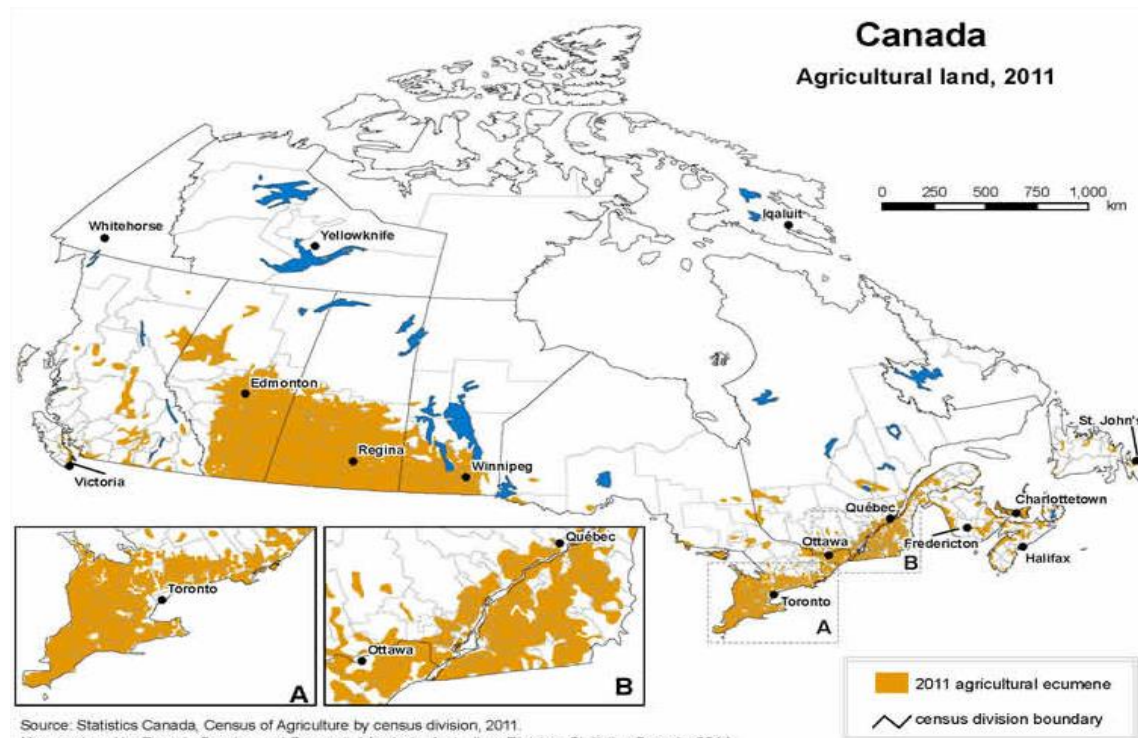 Canada
Agricultural land, 2011
0 250 500 750 1,000
km
Whitehorse
Yellowknife
Iqaluit
Edmonton
Regina
Winnipeg
Victoria
St. John's
Charlottetown
Québec
Ottawa
Fredericton
Halifax
B
Toronto
A
Toronto
A
Québec
Ottawa
B
2011 agricultural ecumene
census division boundary
Source: Statistics Canada, Census of Agriculture by census division, 2011.